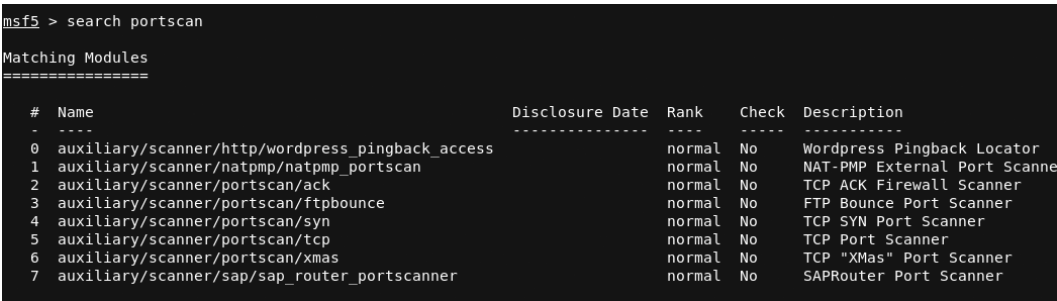 msf5 > search portscan
Matching Modules
================
# Name Disclosure Date Rank Check Description
- ---- --------------- ---- ----- -----------
0 auxiliary/scanner/http/wordpress_pingback_access normal No Wordpress Pingback Locator
1 auxiliary/scanner/natpmp/natpmp_portscan normal No NAT-PMP External Port Scanne
2 auxiliary/scanner/portscan/ack normal No TCP ACK Firewall Scanner
3 auxiliary/scanner/portscan/ftpbounce normal No FTP Bounce Port Scanner
4 auxiliary/scanner/portscan/syn normal No TCP SYN Port Scanner
5 auxiliary/scanner/portscan/tcp normal No TCP Port Scanner
6 auxiliary/scanner/portscan/xmas normal No TCP "XMas" Port Scanner
7 auxiliary/scanner/sap/sap_router_portscanner normal No SAPRouter Port Scanner